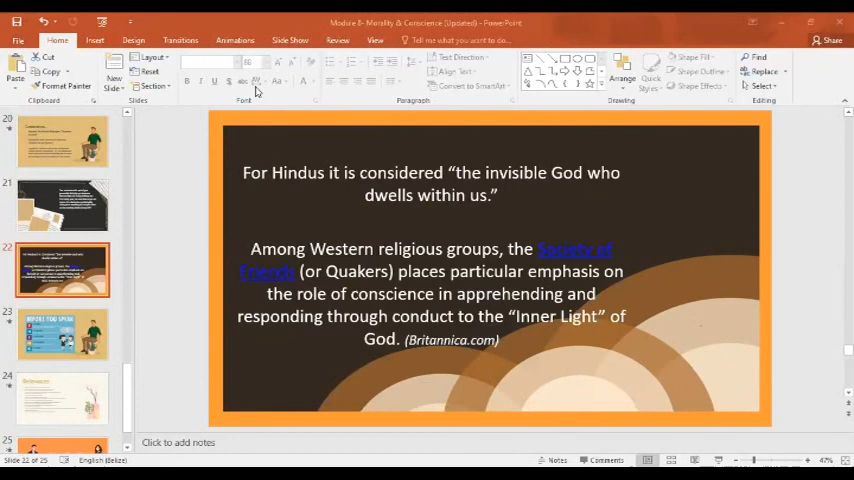 Module 8- Morality & Conscience (Updated) - PowerPoint
File Home Insert Design Transitions Animations Slide Show Review View Tell me what you want to do... Share
Cut Layout 66 Text Direction Shape Fill Find
Copy Reset Align Text Shape Outline Replace
Paste Format Painter New Slide Section Convert to SmartArt Arrange Quick Styles Shape Effects Select
Clipboard Slides Font Paragraph Drawing Editing
20
21
22
23
BEFORE YOU SPEAK
24
References
25
For Hindus it is considered “the invisible God who
dwells within us.”
Among Western religious groups, the Society of
Friends (or Quakers) places particular emphasis on
the role of conscience in apprehending and
responding through conduct to the “Inner Light” of
God. (Britannica.com)
Click to add notes
Slide 22 of 25 English (Belize) Notes Comments 47%